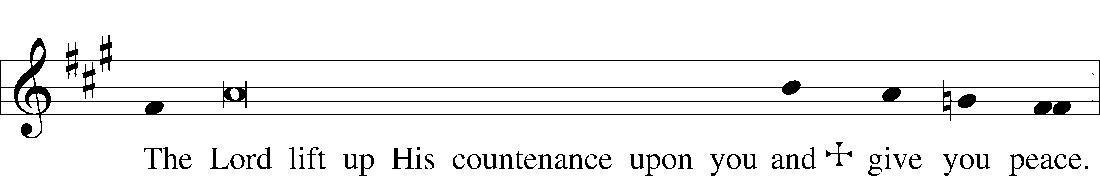 The Lord lift up His countenance upon you and ☩ give you peace.